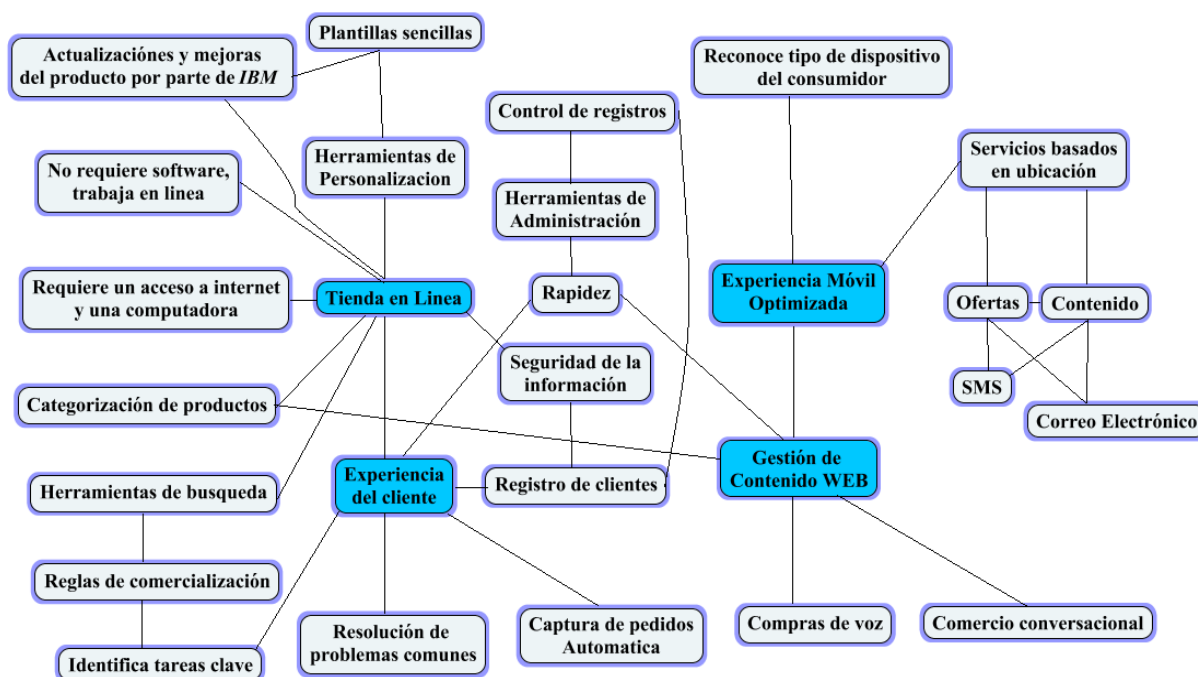 Plantillas sencillas
Actualizaciónes y mejoras
del producto por parte de IBM
Reconoce tipo de dispositivo
del consumidor
Control de registros
No requiere software,
trabaja en linea
Herramientas de
Personalizacion
Servicios basados
en ubicación
Herramientas de
Administración
Requiere un acceso a internet
y una computadora
Tienda en Linea
Rapidez
Experiencia Móvil
Optimizada
Ofertas
Contenido
Seguridad de la
información
SMS
Categorización de productos
Correo Electrónico
Experiencia
del cliente
Gestión de
Contenido WEB
Herramientas de busqueda
Registro de clientes
Reglas de comercialización
Resolución de
problemas comunes
Captura de pedidos
Automatica
Compras de voz
Comercio conversacional
Identifica tareas clave